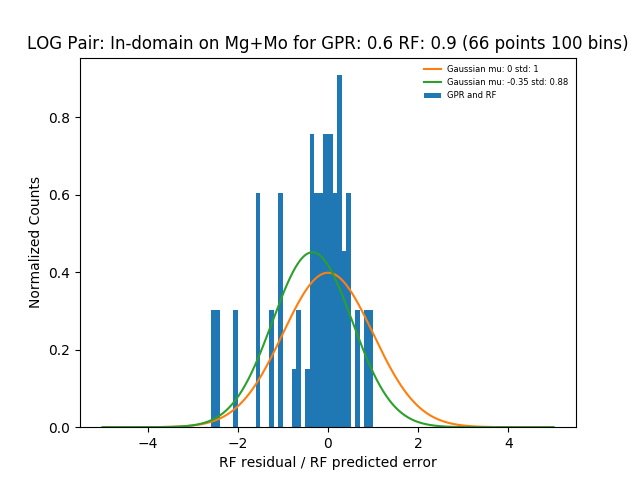 LOG Pair: In-domain on Mg+Mo for GPR: 0.6 RF: 0.9 (66 points 100 bins)
Gaussian mu: 0 std: 1
Gaussian mu: -0.35 std: 0.88
GPR and RF
Normalized Counts
0.8
0.6
0.4
0.2
0.0
−4 −2 0 2 4
RF residual / RF predicted error